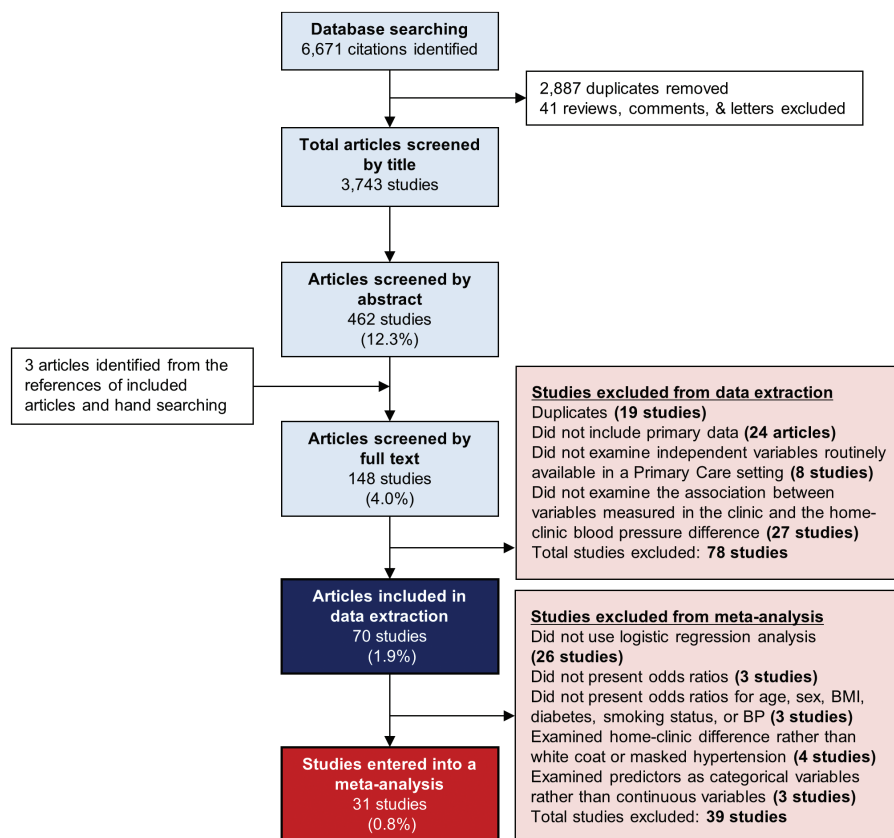 Database searching
6,671 citations identified
2,887 duplicates removed
41 reviews, comments, & letters excluded
Total articles screened
by title
3,743 studies
Articles screened by
abstract
462 studies
(12.3%)
3 articles identified from the
references of included
articles and hand searching
Articles screened by
full text
148 studies
(4.0%)
Studies excluded from data extraction
Duplicates (19 studies)
Did not include primary data (24 articles)
Did not examine independent variables routinely
available in a Primary Care setting (8 studies)
Did not examine the association between
variables measured in the clinic and the home-
clinic blood pressure difference (27 studies)
Total studies excluded: 78 studies
Articles included in
data extraction
70 studies
(1.9%)
Studies excluded from meta-analysis
Did not use logistic regression analysis
(26 studies)
Did not present odds ratios (3 studies)
Did not present odds ratios for age, sex, BMI,
diabetes, smoking status, or BP (3 studies)
Examined home-clinic difference rather than
white coat or masked hypertension (4 studies)
Examined predictors as categorical variables
rather than continuous variables (3 studies)
Total studies excluded: 39 studies
Studies entered into a
meta-analysis
31 studies
(0.8%)